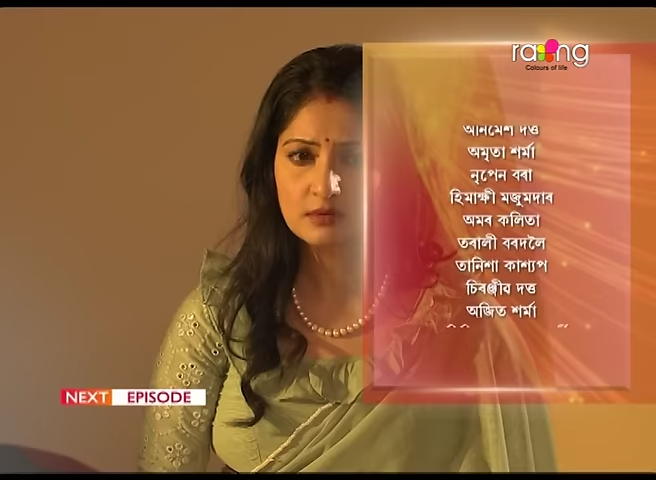 rang
Colours of life
অনিমেশ দত্ত
অমৃতা শৰ্মা
নৃপেন বৰা
হিমাক্ষী মজুমদাৰ
অমৰ কলিতা
তৰালী বৰদলৈ
তানিশা কাশ্যপ
চিৰঞ্জীৱ দত্ত
অজিত শৰ্মা
NEXT EPISODE